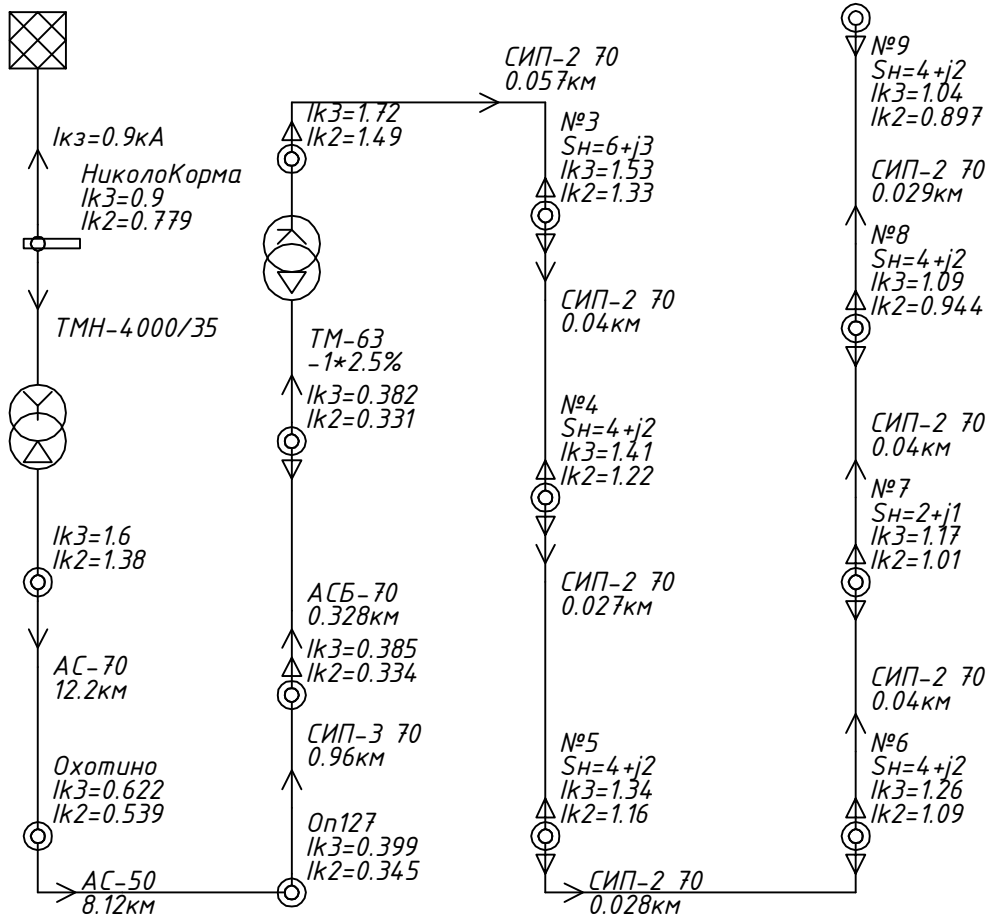 Iкз=0.9кА
НиколоКорма
Ik3=0.9
Ik2=0.779
ТМН-4000/35
Ik3=1.6
Ik2=1.38
АС-70
12.2км
Охотино
Ik3=0.622
Ik2=0.539
АС-50
8.12км
Оп127
Ik3=0.399
Ik2=0.345
СИП-3 70
0.96км
Ik3=0.385
Ik2=0.334
АСБ-70
0.328км
Ik3=0.382
Ik2=0.331
ТМ-63
-1*2.5%
Ik3=1.72
Ik2=1.49
СИП-2 70
0.057км
№3
Sн=6+j3
Ik3=1.53
Ik2=1.33
СИП-2 70
0.04км
№4
Sн=4+j2
Ik3=1.41
Ik2=1.22
СИП-2 70
0.027км
№5
Sн=4+j2
Ik3=1.34
Ik2=1.16
СИП-2 70
0.028км
№6
Sн=4+j2
Ik3=1.26
Ik2=1.09
СИП-2 70
0.04км
№7
Sн=2+j1
Ik3=1.17
Ik2=1.01
СИП-2 70
0.04км
№8
Sн=4+j2
Ik3=1.09
Ik2=0.944
СИП-2 70
0.029км
№9
Sн=4+j2
Ik3=1.04
Ik2=0.897